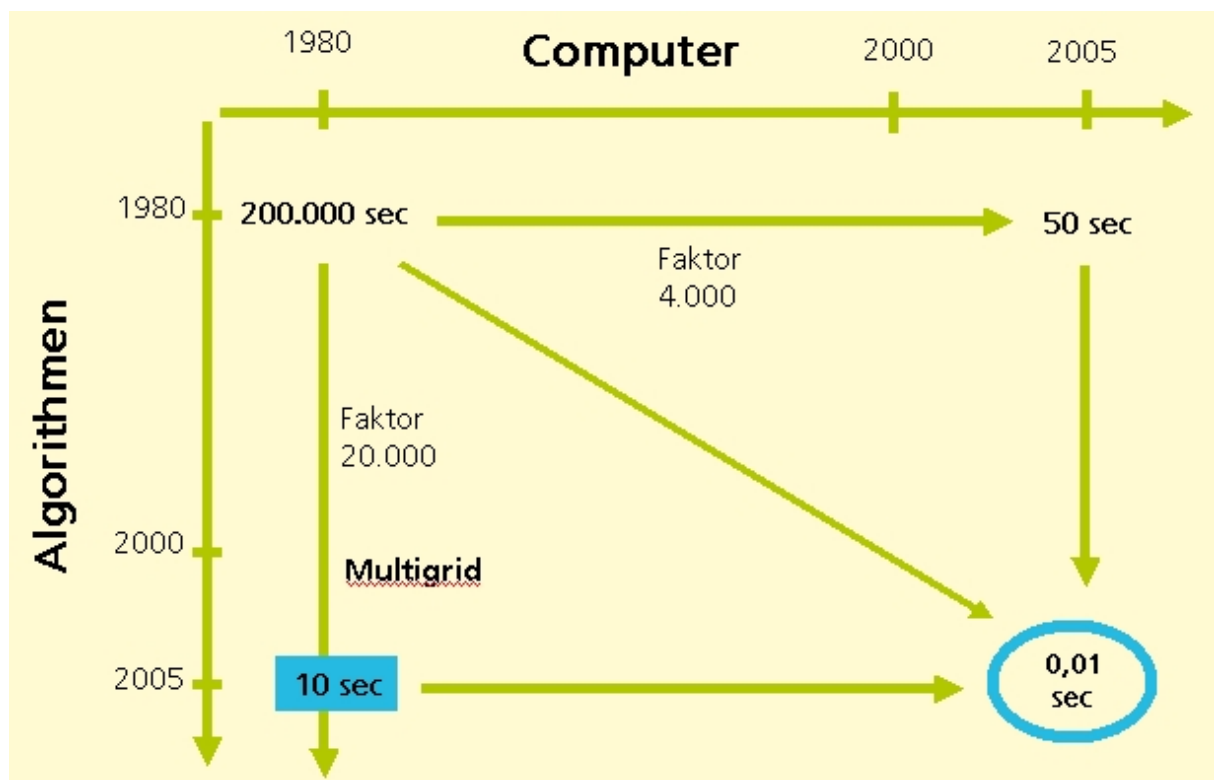 1980
Computer
2000
2005
1980
200.000 sec
50 sec
Faktor
4.000
Algorithmen
Faktor
20.000
2000
Multigrid
2005
10 sec
0,01
sec